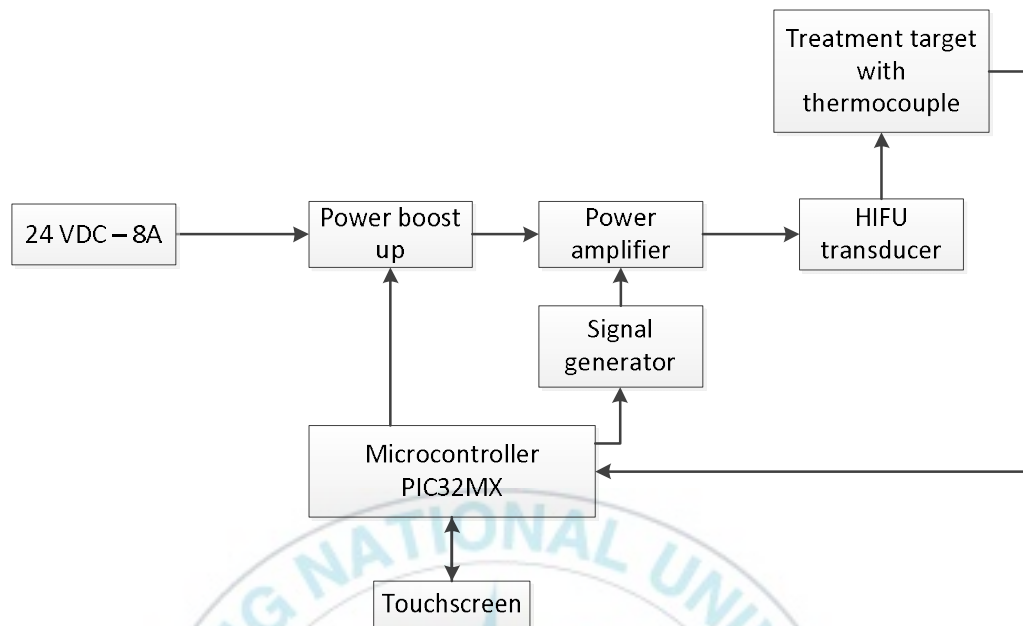 Treatment target
with
thermocouple
24 VDC – 8A
Power boost
up
Power
amplifier
HIFU
transducer
Signal
generator
Microcontroller
PIC32MX
NATIONAL
Touchscreen